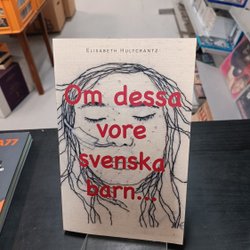 ELISABETH HULTCRANTZ
Om dessa
vore
svenska
barn...